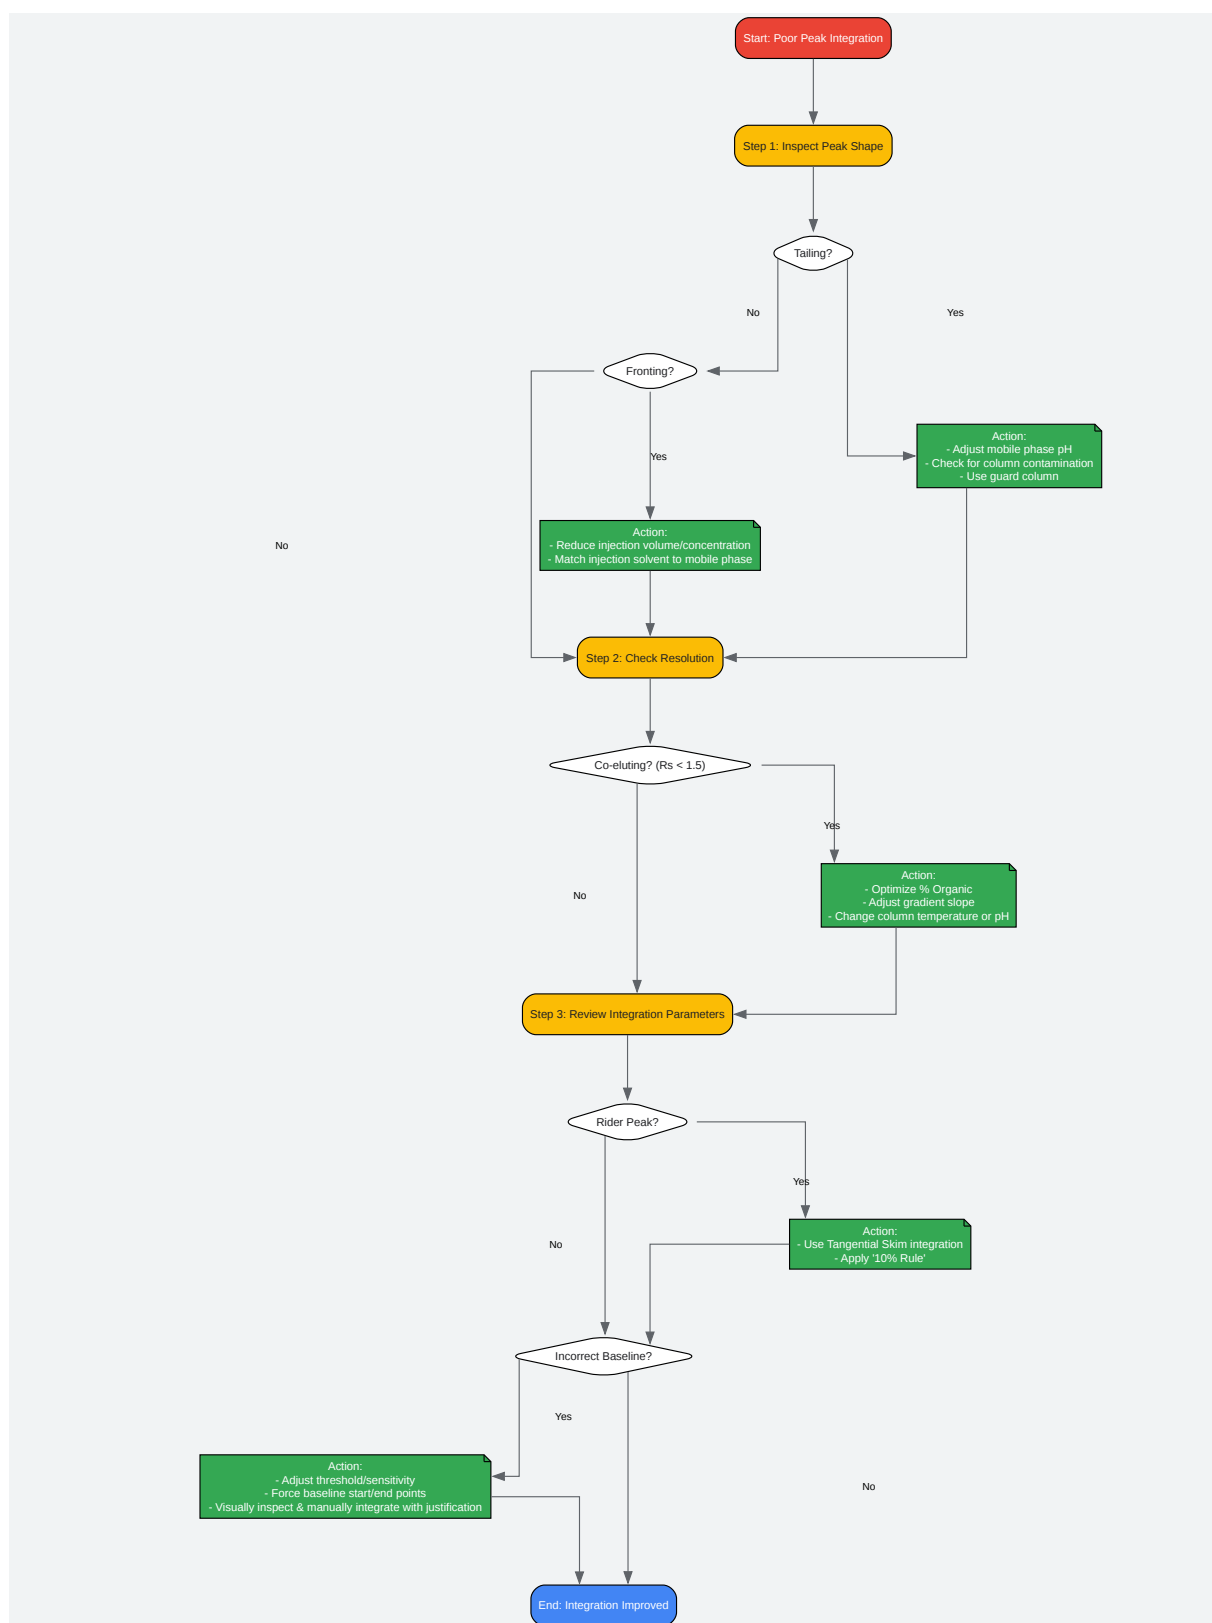 Start: Poor Peak Integration
Step 1: Inspect Peak Shape
Tailing?
No
Yes
Fronting?
Yes
Action:
- Adjust mobile phase pH
- Check for column contamination
- Use guard column
No
Action:
- Reduce injection volume/concentration
- Match injection solvent to mobile phase
Step 2: Check Resolution
Co-eluting? (Rs < 1.5)
Yes
No
Action:
- Optimize % Organic
- Adjust gradient slope
- Change column temperature or pH
Step 3: Review Integration Parameters
Rider Peak?
Yes
No
Action:
- Use Tangential Skim integration
- Apply '10% Rule'
Incorrect Baseline?
Yes
No
Action:
- Adjust threshold/sensitivity
- Force baseline start/end points
- Visually inspect & manually integrate with justification
End: Integration Improved